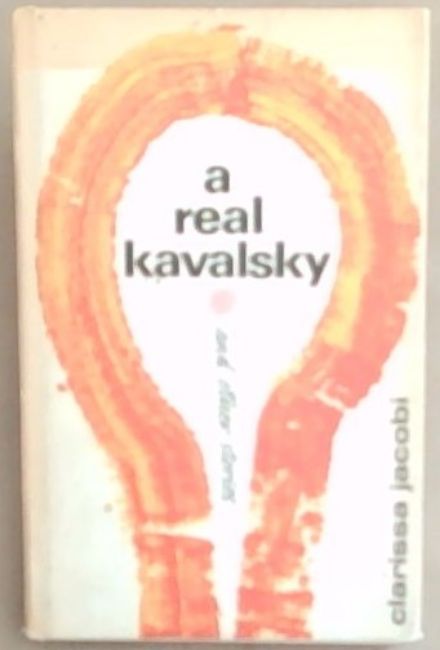 a
real
kavalsky
and other stories
clarissa jacobi